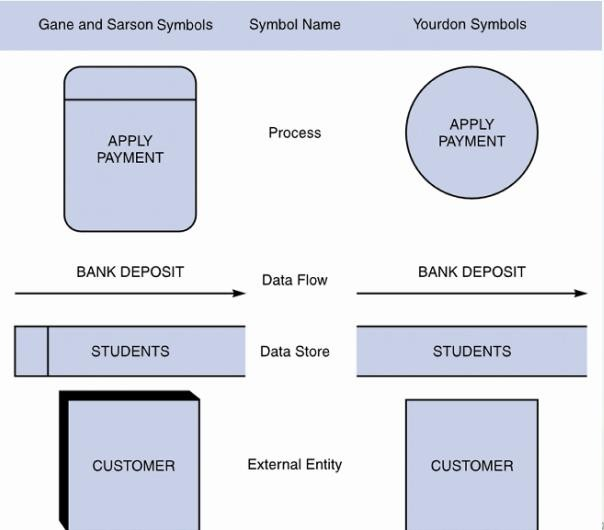 Gane and Sarson Symbols Symbol Name Yourdon Symbols
APPLY
PAYMENT
Process
APPLY
PAYMENT
BANK DEPOSIT
Data Flow
BANK DEPOSIT
STUDENTS Data Store STUDENTS
CUSTOMER External Entity CUSTOMER